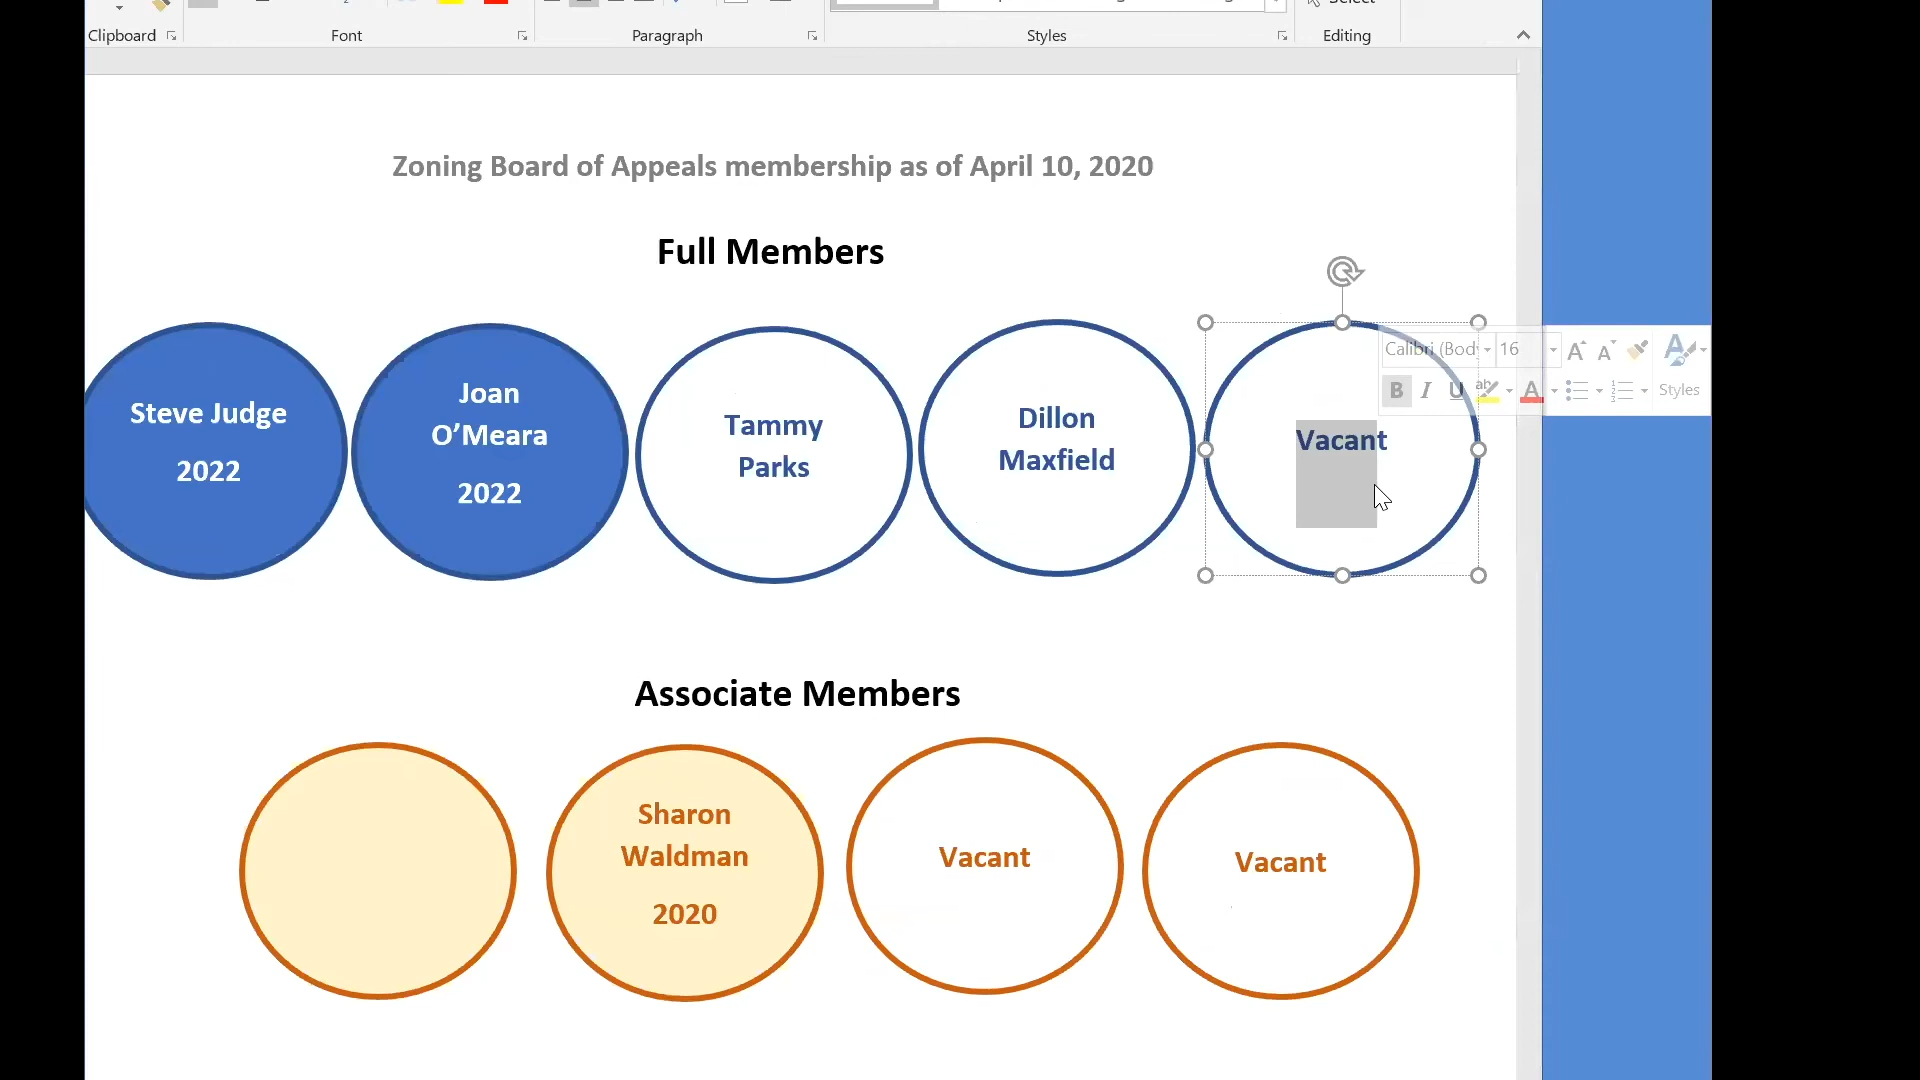 Select
Clipboard
Font
Paragraph
Styles
Editing
Zoning Board of Appeals membership as of April 10, 2020
Full Members
Steve Judge
2022
Joan
O’Meara
2022
Tammy
Parks
Dillon
Maxfield
Vacant
Calibri (Body
16
B I U
Styles
Associate Members
Sharon
Waldman
2020
Vacant
Vacant